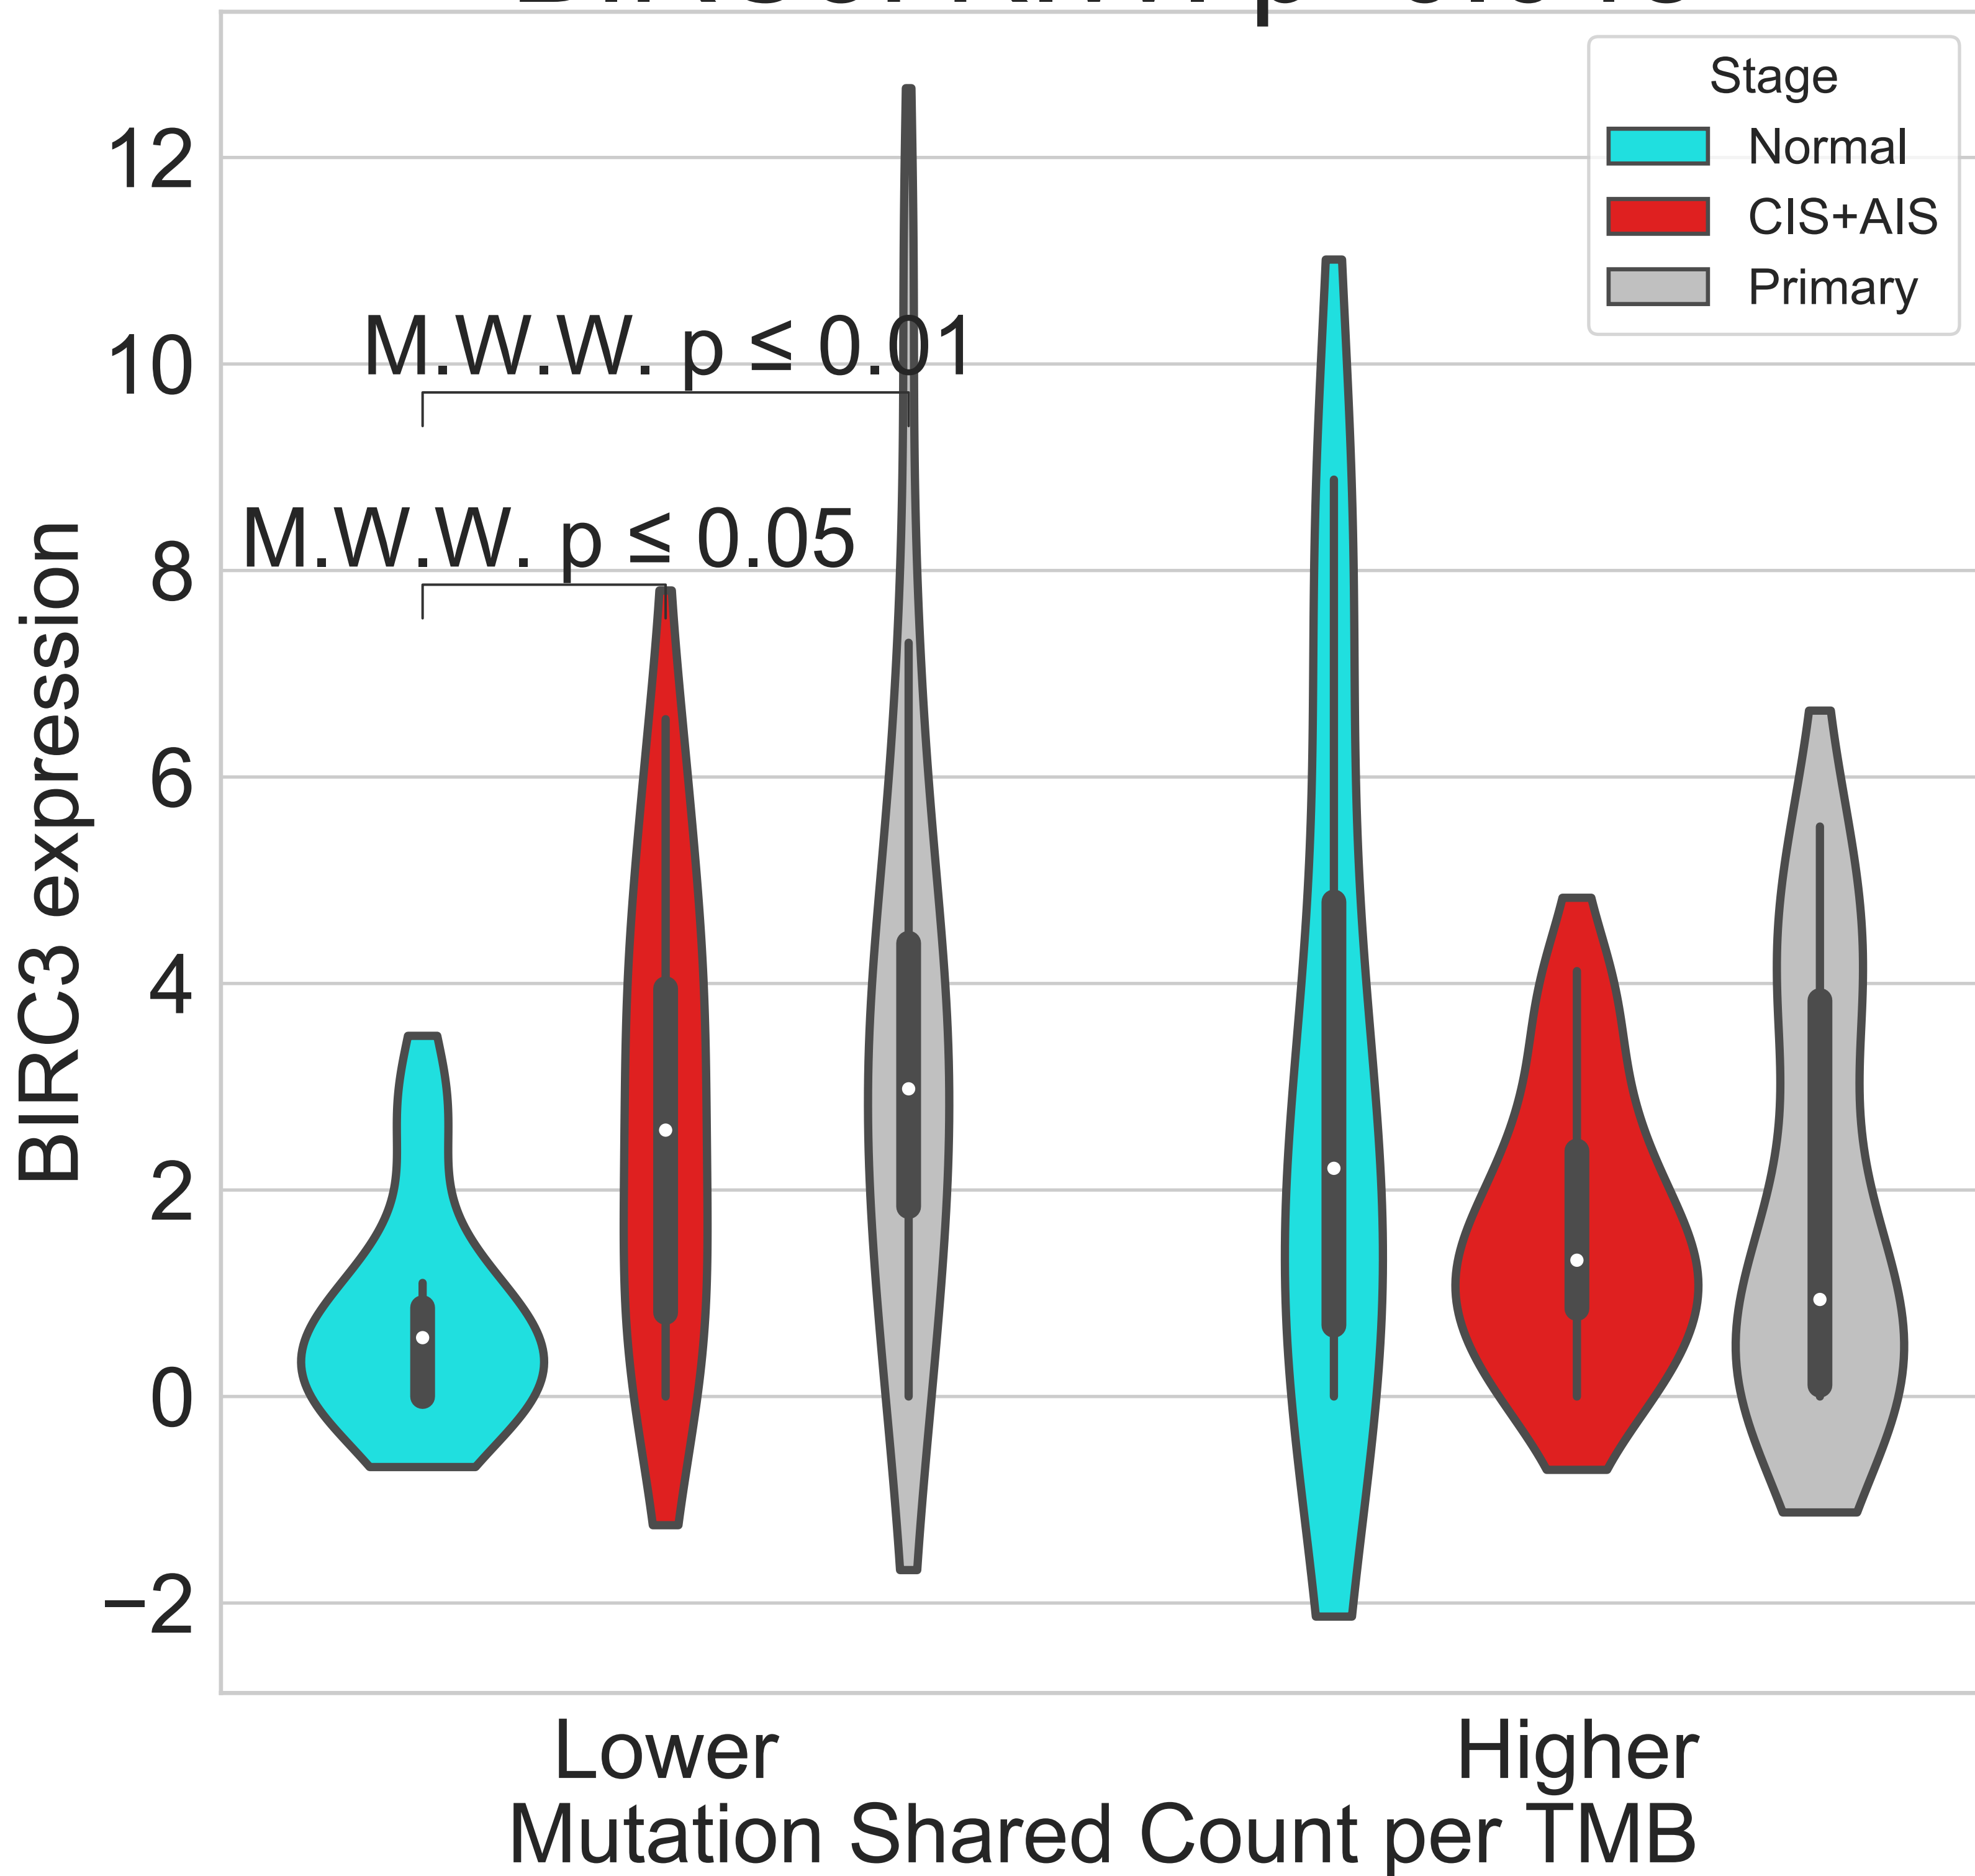 Stage
Normal
CIS+AIS
Primary
12
10
8
6
4
2
0
−2
BIRC3 expression
M.W.W. p ≤ 0.01
M.W.W. p ≤ 0.05
Lower
Higher
Mutation Shared Count per TMB